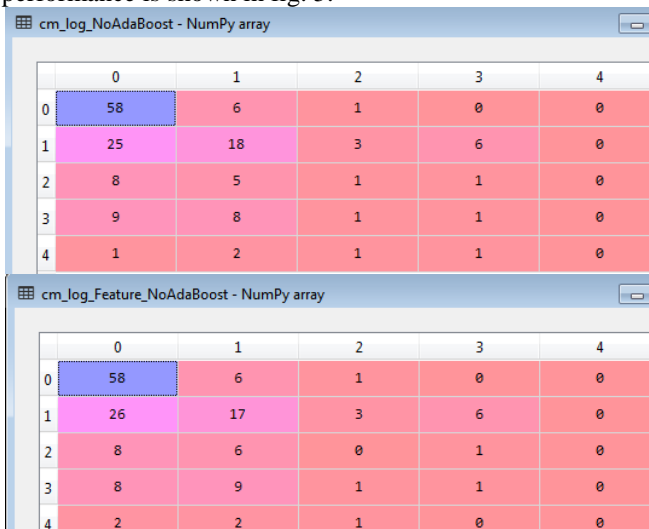 performance is shown in fig. 3.
cm_log_NoAdaBoost - NumPy array
0 1 2 3 4
0 58 6 1 0 0
1 25 18 3 6 0
2 8 5 1 1 0
3 9 8 1 1 0
4 1 2 1 1 0
cm_log_Feature_NoAdaBoost - NumPy array
0 1 2 3 4
0 58 6 1 0 0
1 26 17 3 6 0
2 8 6 0 1 0
3 8 9 1 1 0
4 2 2 1 0 0